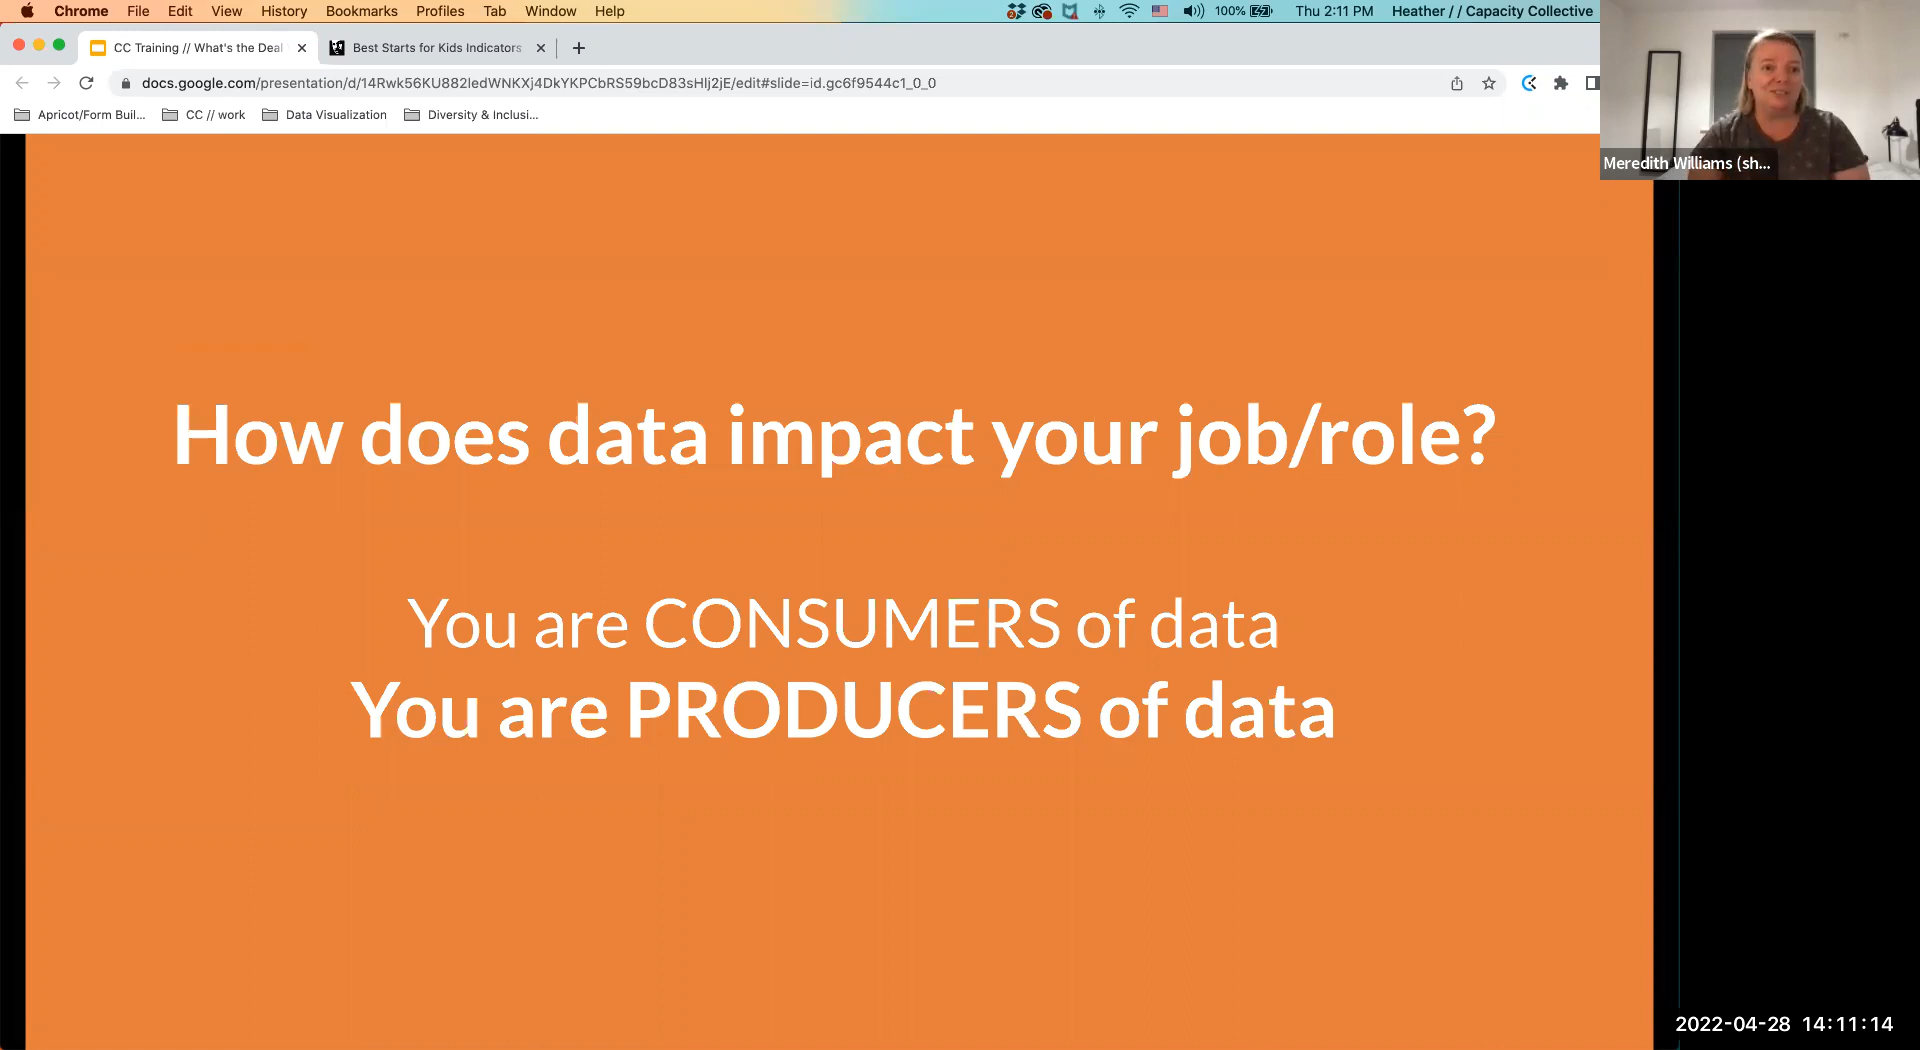 Chrome File Edit View History Bookmarks Profiles Tab Window Help 100% Thu 2:11 PM Heather // Capacity Collective
CC Training // What's the Deal Best Starts for Kids Indicators
docs.google.com/presentation/d/14Rwk56KU882ledWNKXj4DkYKPCbRS59bcD83sHlj2jE/edit#slide=id.gc6f9544c1_0_0
Apricot/Form Buil... CC // work Data Visualization Diversity & Inclusi...
Meredith Williams (sh...
How does data impact your job/role?
You are CONSUMERS of data
You are PRODUCERS of data
2022-04-28 14:11:14